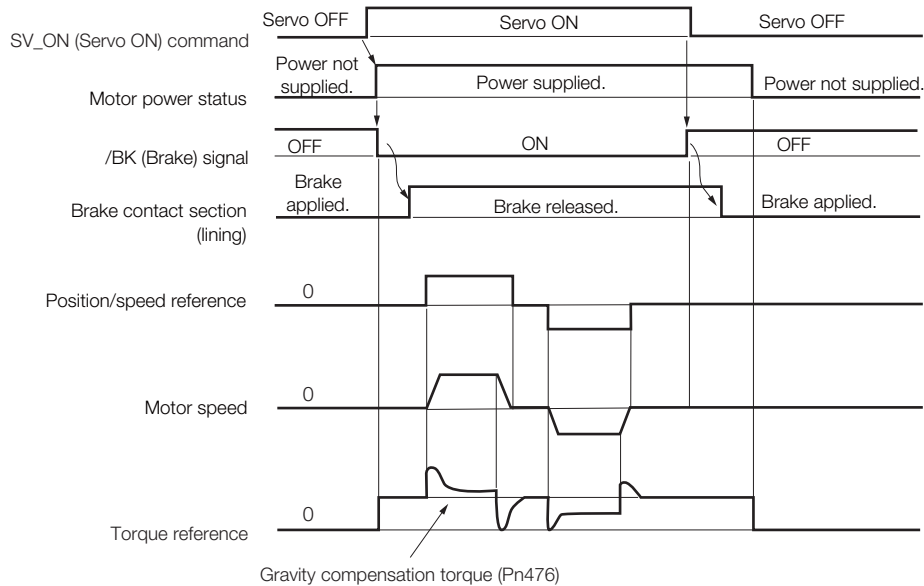 Servo OFF
Servo ON
Servo OFF
SV_ON (Servo ON) command
Power not
supplied.
Power supplied.
Power not supplied.
Motor power status
OFF
ON
OFF
/BK (Brake) signal
Brake
applied.
Brake released.
Brake applied.
Brake contact section
(lining)
0
Position/speed reference
0
Motor speed
0
Torque reference
Gravity compensation torque (Pn476)